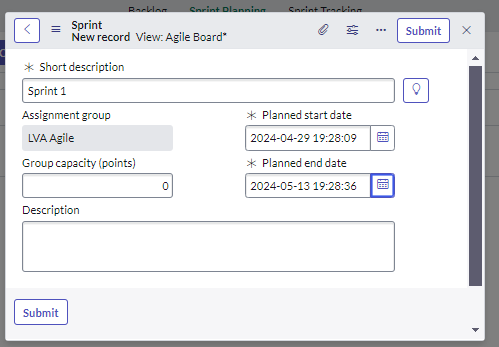 Backlog Sprint Planning Sprint Tracking
Sprint
New record View: Agile Board*
Submit
Short description
Sprint 1
Assignment group
Planned start date
LVA Agile
2024-04-29 19:28:09
Group capacity (points)
Planned end date
0
2024-05-13 19:28:36
Description
Submit